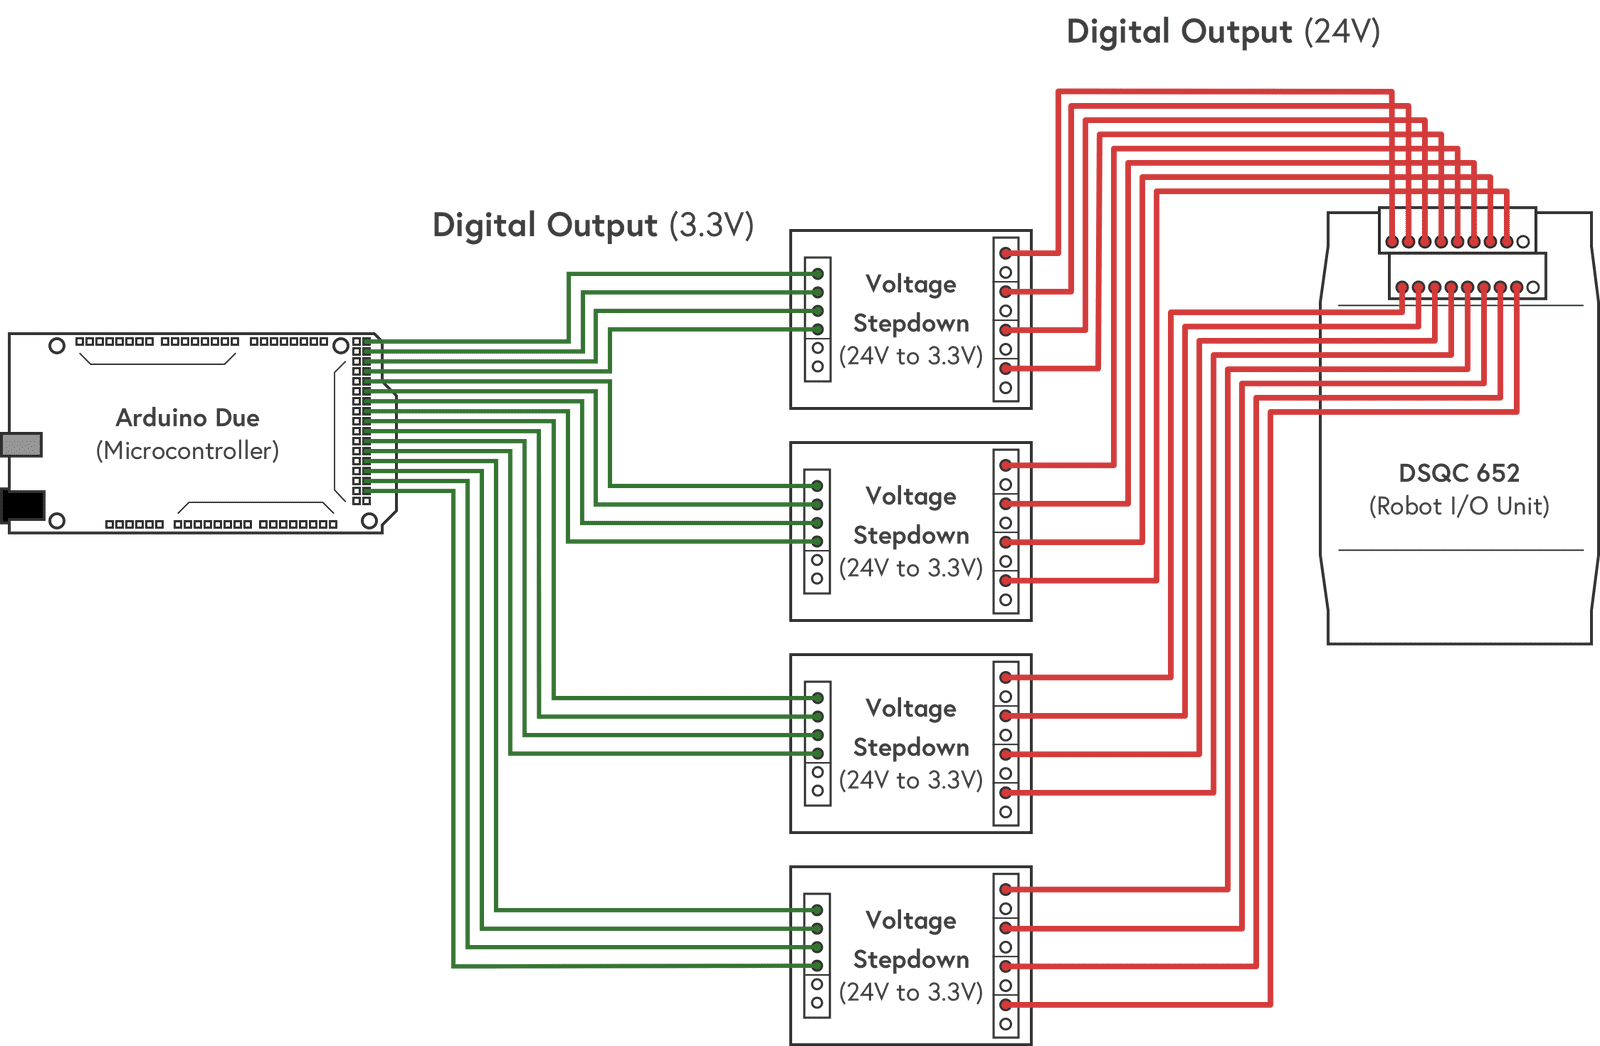 Digital Output (24V)
Digital Output (3.3V)
Arduino Due
(Microcontroller)
Voltage
Stepdown
(24V to 3.3V)
Voltage
Stepdown
(24V to 3.3V)
Voltage
Stepdown
(24V to 3.3V)
Voltage
Stepdown
(24V to 3.3V)
DSQC 652
(Robot I/O Unit)